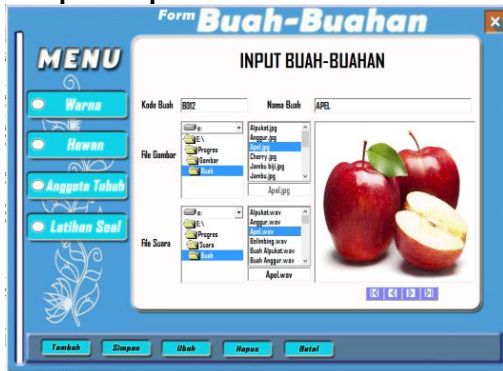 Form Buah-Buahan
MENU
INPUT BUAH-BUAHAN
Kode Buah B012 Nama Buah APEL
Warna
Hewan
Anggota Tubuh
Latihan Soal
File Gambar
E:\
Progres
Gambar
Buah
Alpukat.jpg
Anggur.jpg
Apel.jpg
Cherry.jpg
Jambu biji.jpg
Jambu.jpg
Apel.jpg
File Suara
E:\
Progres
Suara
Buah
Alpukat.wav
Anggur.wav
Apel.wav
Belimbing.wav
Buah Alpukat.wav
Buah Anggur.wav
Apel.wav
Tambah Simpan Ubah Hapus Batal